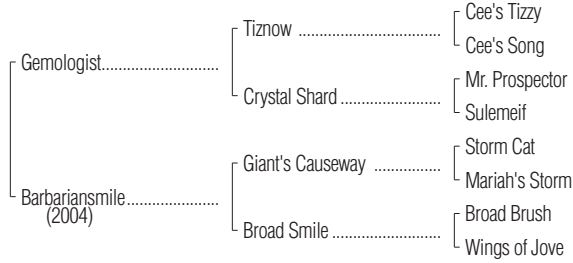 Cee's Tizzy
Tiznow ........................................
Cee's Song
Gemologist.................................
Mr. Prospector
Crystal Shard ............................
Sulemeif
Storm Cat
Giant's Causeway ...................
Mariah's Storm
Barbariansmile..........................
(2004)
Broad Brush
Broad Smile ..............................
Wings of Jove